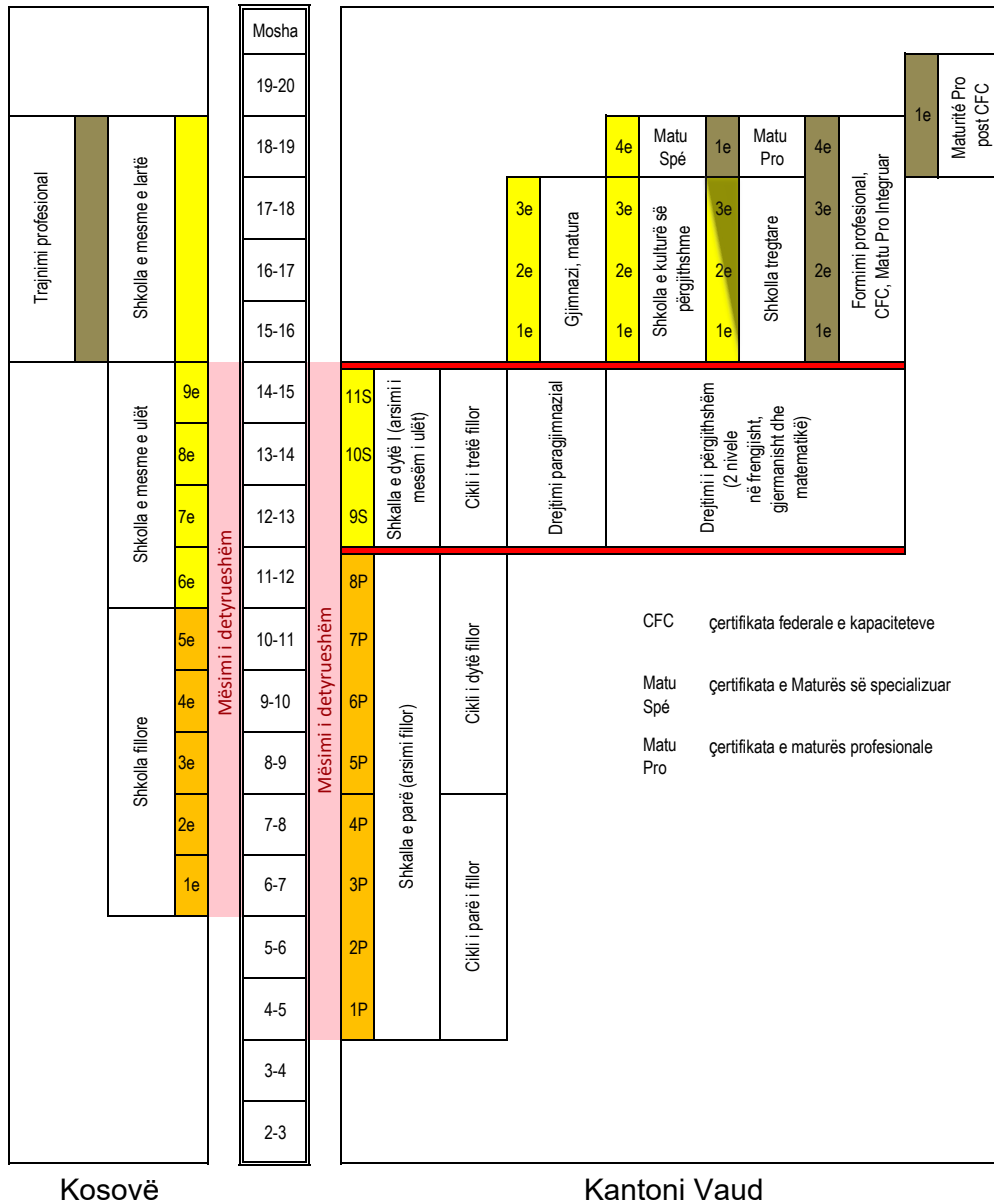 Mosha
19-20
18-19
17-18
16-17
15-16
14-15
13-14
12-13
11-12
10-11
9-10
8-9
7-8
6-7
5-6
4-5
3-4
2-3
Trajnimi profesional
Shkolla e mesme e lartë
Shkolla e mesme e ulët
9e
8e
7e
6e
Shkolla fillore
5e
4e
3e
2e
1e
Mësimi i detyrueshëm
Mësimi i detyrueshëm
1e
Maturité Pro
post CFC
4e
Matu
Spé
1e
Matu
Pro
4e
3e
2e
1e
Gjimnazi, matura
3e
2e
1e
Shkolla e kulturë së
përgjithshme
3e
2e
1e
Shkolla tregtare
3e
2e
1e
Formimi profesional,
CFC, Matu Pro Integruar
11S
10S
9S
Shkalla e dytë I (arsimi i
mesëm i ulët)
Cikli i tretë fillor
Drejtimi paragjimnazial
Drejtimi i përgjithshëm
(2 nivele
në frengjisht,
gjermanisht dhe
matematikë)
8P
7P
6P
5P
4P
3P
2P
1P
Shkalla e parë (arsimi fillor)
Cikli i dytë fillor
Cikli i parë i fillor
CFC çertifikata federale e kapaciteteve
Matu
Spé
çertifikata e Maturës së specializuar
Matu
Pro
çertifikata e maturës profesionale
Kosovë
Kantoni Vaud